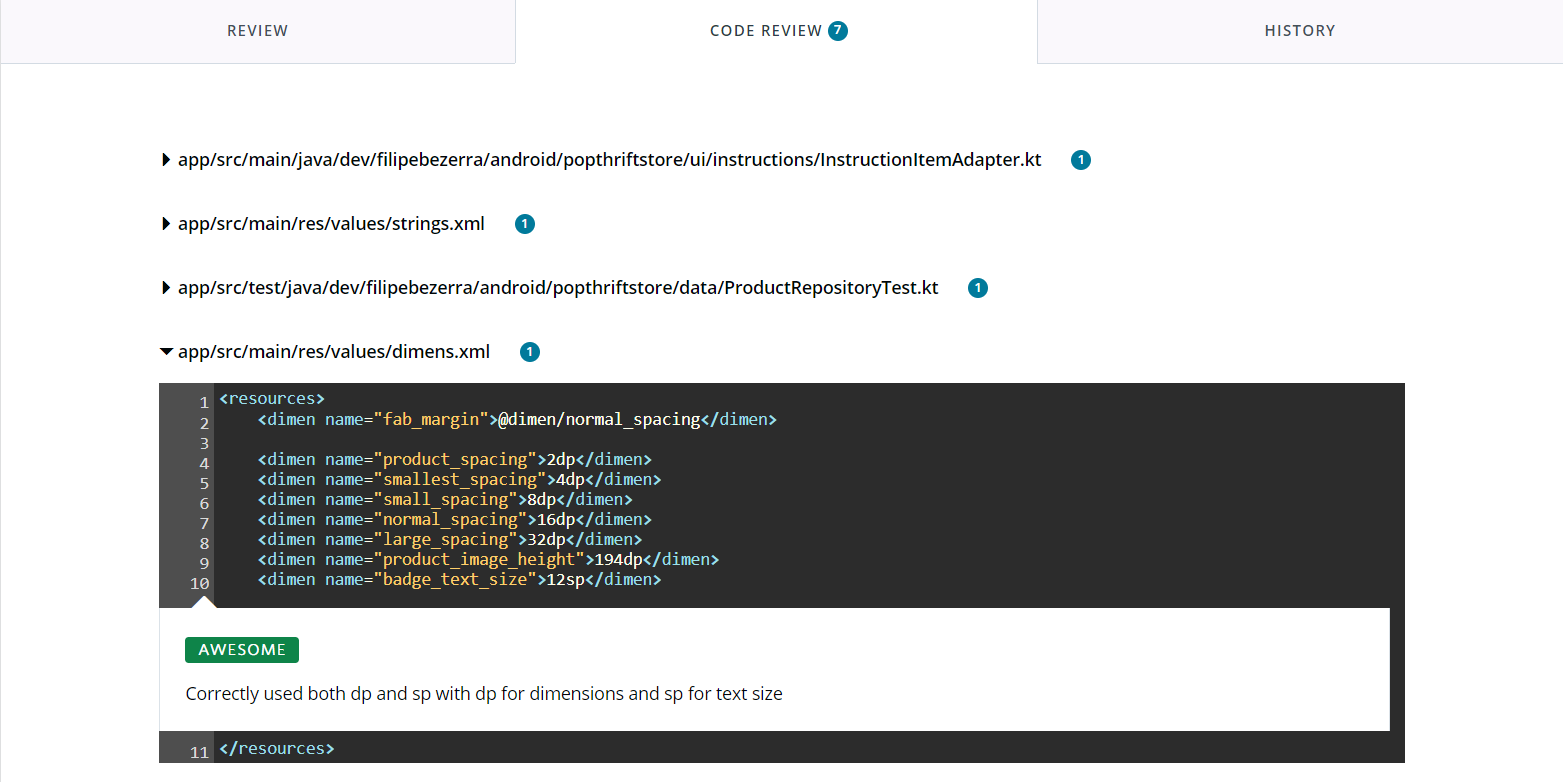 REVIEW
CODE REVIEW 7
HISTORY
app/src/main/java/dev/filipebezerra/android/popthriftstore/ui/instructions/InstructionItemAdapter.kt 1
app/src/main/res/values/strings.xml 1
app/src/test/java/dev/filipebezerra/android/popthriftstore/data/ProductRepositoryTest.kt 1
app/src/main/res/values/dimens.xml 1
1 <resources>
2     <dimen name="fab_margin">@dimen/normal_spacing</dimen>
3
4     <dimen name="product_spacing">2dp</dimen>
5     <dimen name="smallest_spacing">4dp</dimen>
6     <dimen name="small_spacing">8dp</dimen>
7     <dimen name="normal_spacing">16dp</dimen>
8     <dimen name="large_spacing">32dp</dimen>
9     <dimen name="product_image_height">194dp</dimen>
10     <dimen name="badge_text_size">12sp</dimen>
AWESOME
Correctly used both dp and sp with dp for dimensions and sp for text size
11 </resources>